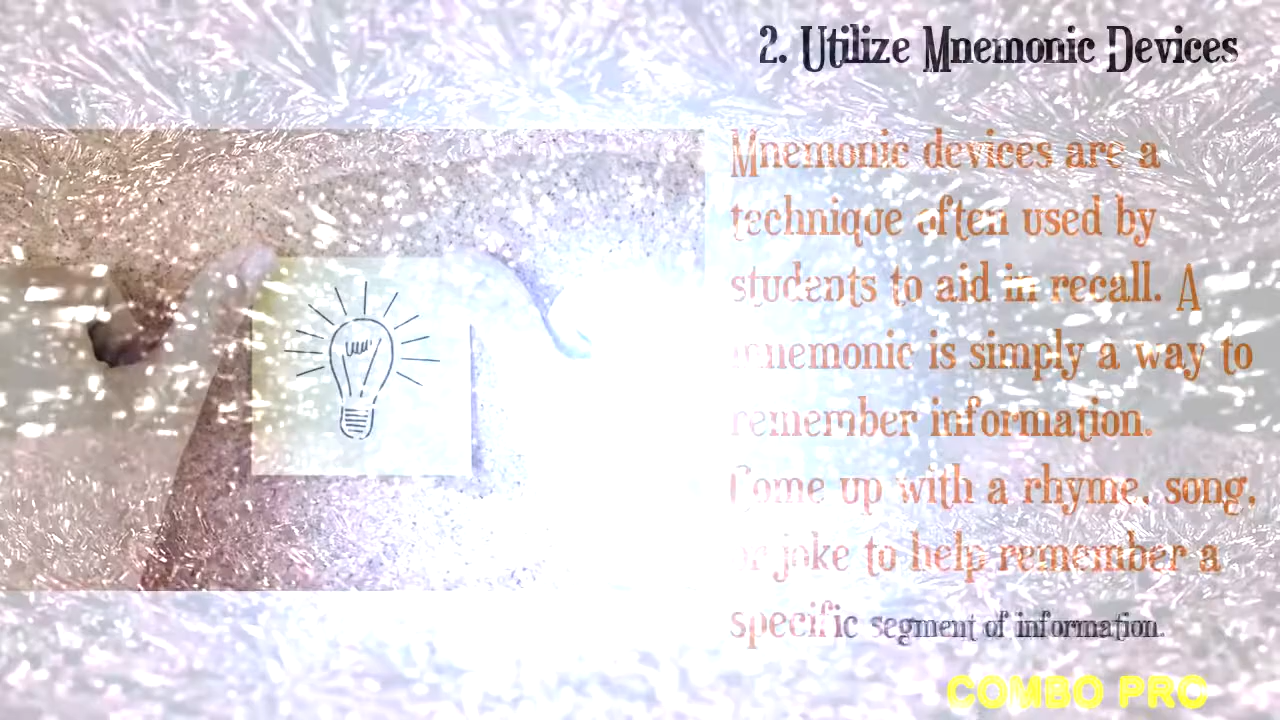 2. Utilize Mnemonic Devices
Mnemonic devices are a
technique often used by
students to aid in recall. A
mnemonic is simply a way to
remember information.
Come up with a rhyme, song,
or joke to help remember a
specific segment of information.
COMBO PRO